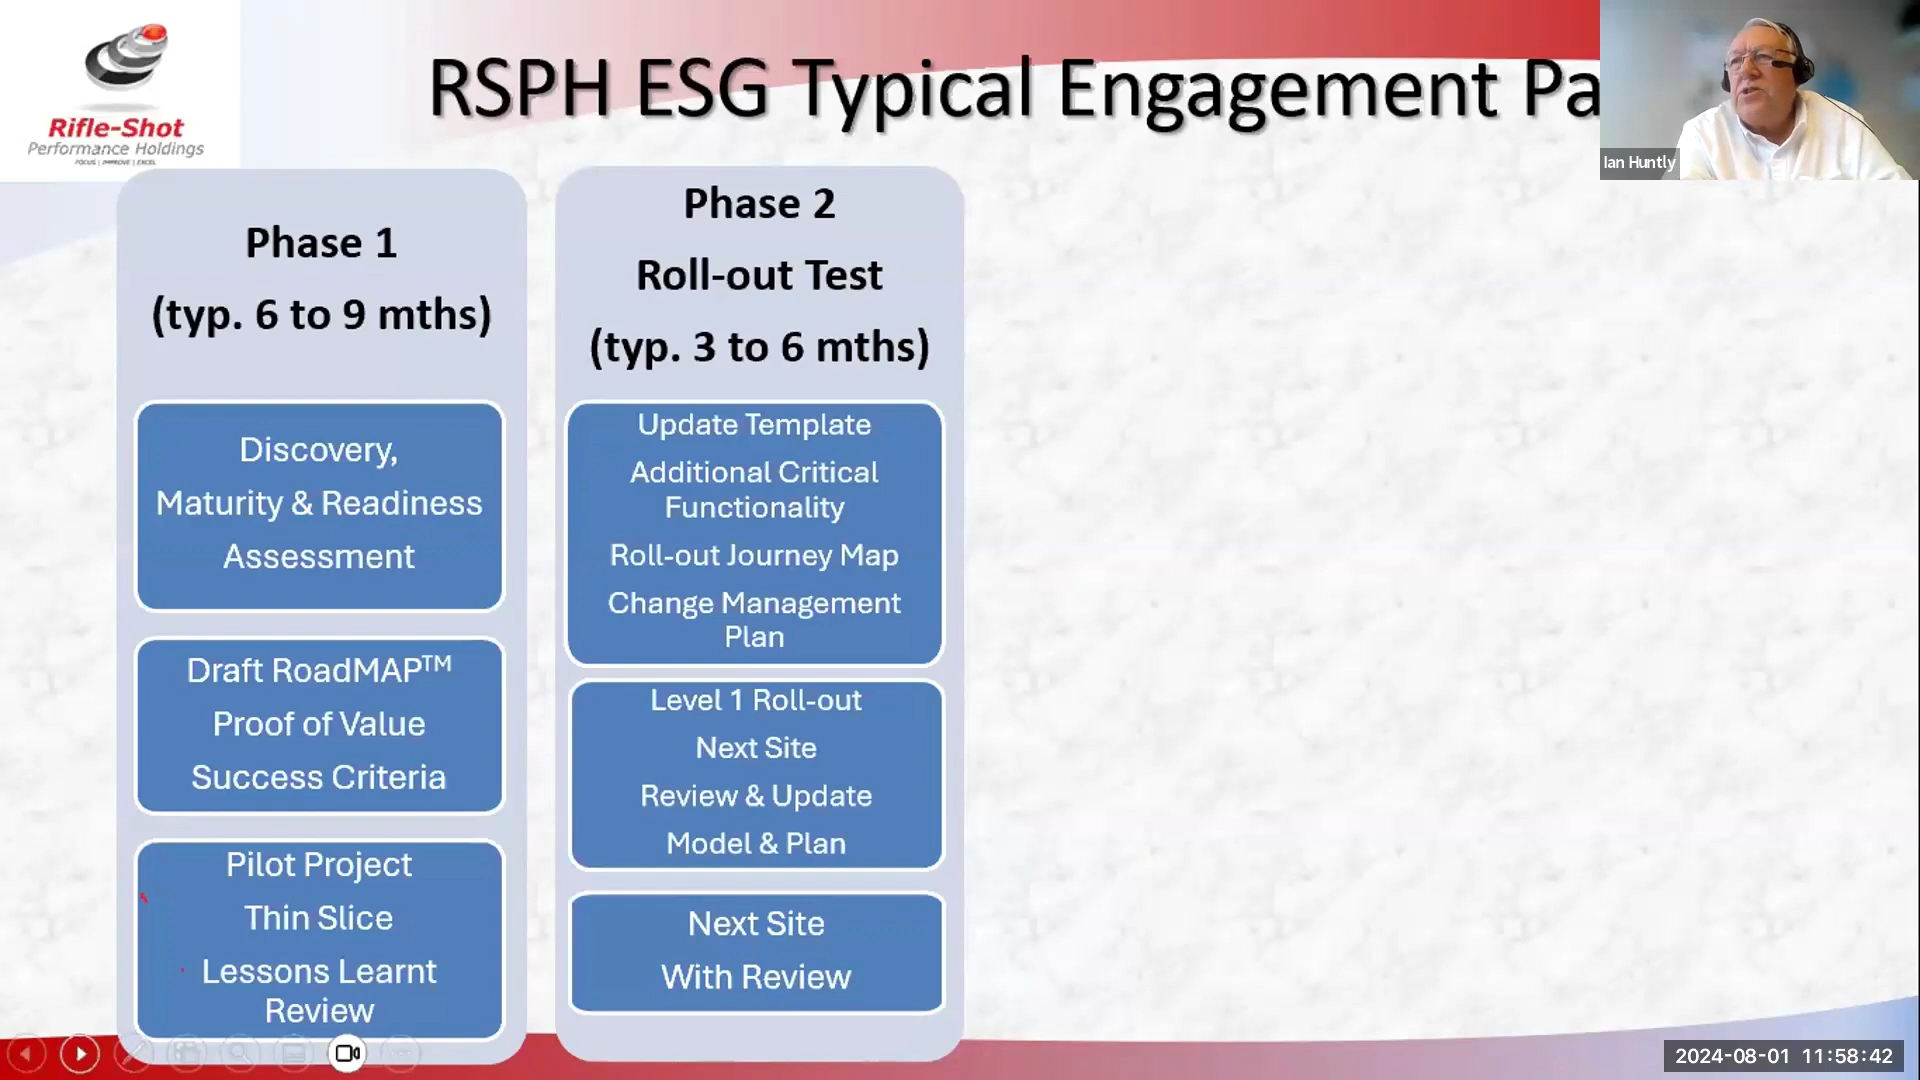 RSPH ESG Typical Engagement Pa
Rifle-Shot
Performance Holdings
FOCUS | IMPROVE | EXCEL
Ian Huntly
Phase 1
(typ. 6 to 9 mths)
Discovery,
Maturity & Readiness
Assessment
Draft RoadMAP™
Proof of Value
Success Criteria
Pilot Project
Thin Slice
Lessons Learnt
Review
Phase 2
Roll-out Test
(typ. 3 to 6 mths)
Update Template
Additional Critical
Functionality
Roll-out Journey Map
Change Management
Plan
Level 1 Roll-out
Next Site
Review & Update
Model & Plan
Next Site
With Review
2024-08-01 11:58:42